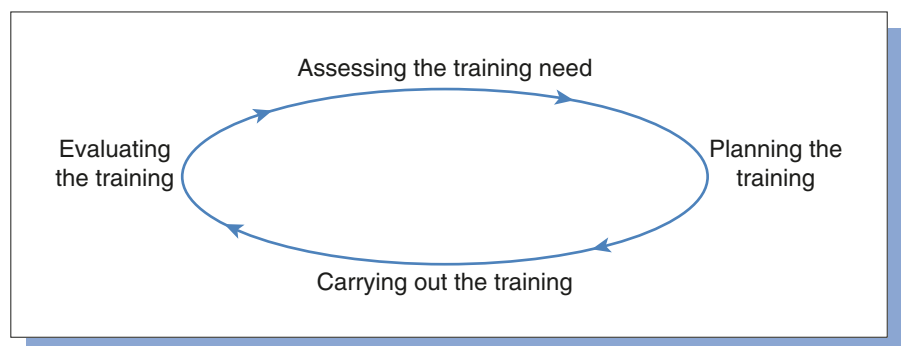 Assessing the training need
Evaluating
the training
Planning the
training
Carrying out the training